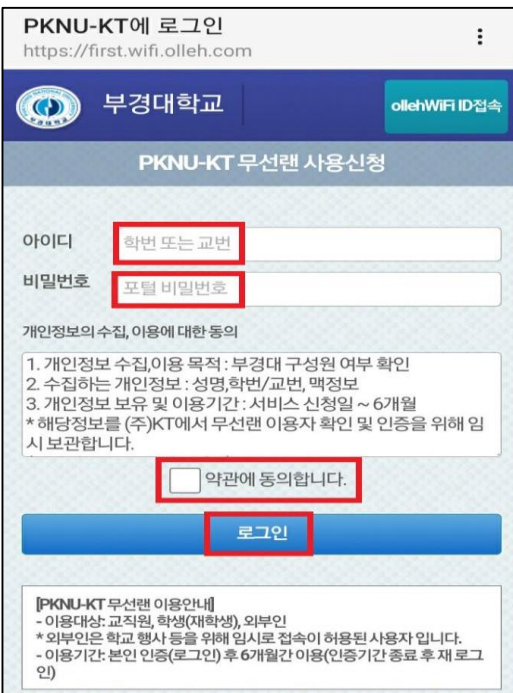 PKNU-KT에 로그인
https://first.wifi.olleh.com
부경대학교
ollehWiFi ID접속
PKNU-KT 무선랜 사용신청
아이디
학번 또는 교번
비밀번호
포털 비밀번호
개인정보의 수집, 이용에 대한 동의
1. 개인정보 수집,이용 목적 : 부경대 구성원 여부 확인
2. 수집하는 개인정보 : 성명,학번/교번, 맥정보
3. 개인정보 보유 및 이용기간 : 서비스 신청일 ~ 6개월
* 해당정보를 (주)KT에서 무선랜 이용자 확인 및 인증을 위해 임
시 보관합니다.
약관에 동의합니다.
로그인
[PKNU-KT 무선랜 이용안내]
- 이용대상: 교직원, 학생(재학생), 외부인
* 외부인은 학교 행사 등을 위해 임시로 접속이 허용된 사용자 입니다.
- 이용기간: 본인 인증(로그인) 후 6개월간 이용(인증기간 종료 후 재 로그
인)